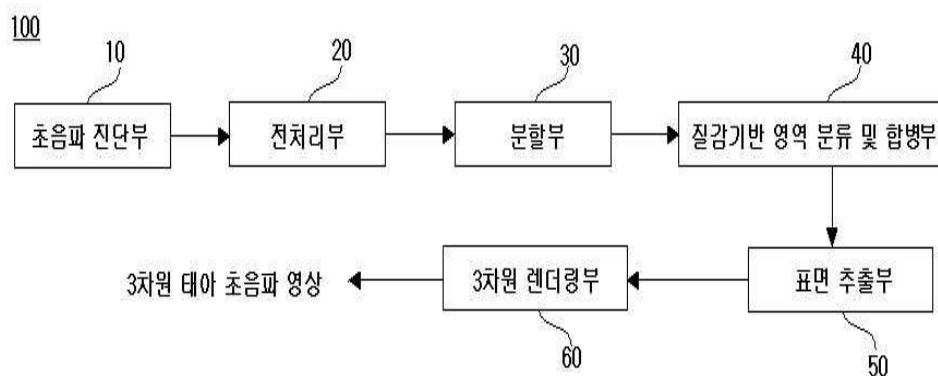 100
10
20
30
40
초음파 진단부
전처리부
분할부
질감기반 영역 분류 및 합병부
3차원 태아 초음파 영상
3차원 렌더령부
표면 추출부
60
50